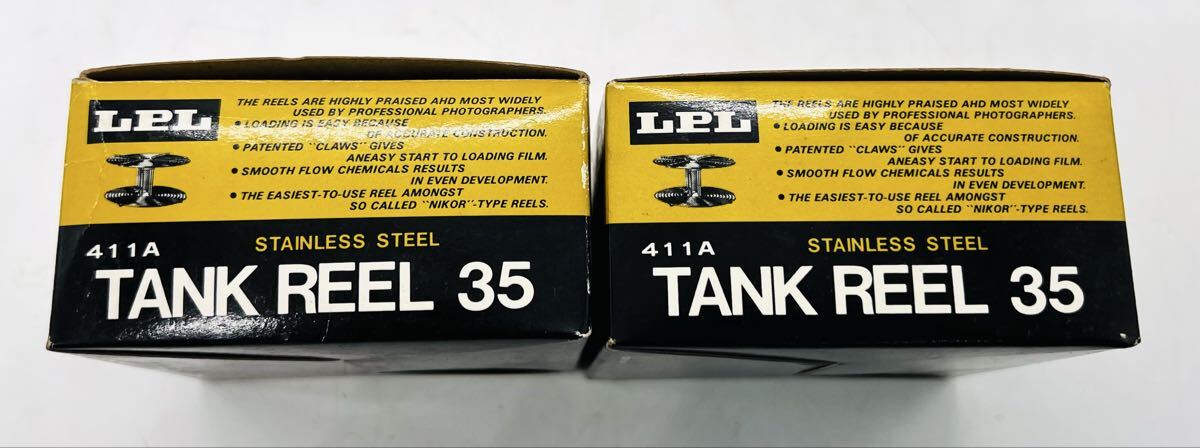 LPL
THE REELS ARE HIGHLY PRAISED AHD MOST WIDELY
USED BY PROFESSIONAL PHOTOGRAPHERS.
• LOADING IS EASY BECAUSE
OF ACCURATE CONSTRUCTION.
• PATENTED "CLAWS" GIVES
ANEASY START TO LOADING FILM.
• SMOOTH FLOW CHEMICALS RESULTS
IN EVEN DEVELOPMENT.
• THE EASIEST-TO-USE REEL AMONGST
SO CALLED "NIKOR"-TYPE REELS.
411A
STAINLESS STEEL
TANK REEL 35
LPL
THE REELS ARE HIGHLY PRAISED AHD MOST WIDELY
USED BY PROFESSIONAL PHOTOGRAPHERS.
• LOADING IS EASY BECAUSE
OF ACCURATE CONSTRUCTION.
• PATENTED "CLAWS" GIVES
ANEASY START TO LOADING FILM.
• SMOOTH FLOW CHEMICALS RESULTS
IN EVEN DEVELOPMENT.
• THE EASIEST-TO-USE REEL AMONGST
SO CALLED "NIKOR"-TYPE REELS.
411A
STAINLESS STEEL
TANK REEL 35